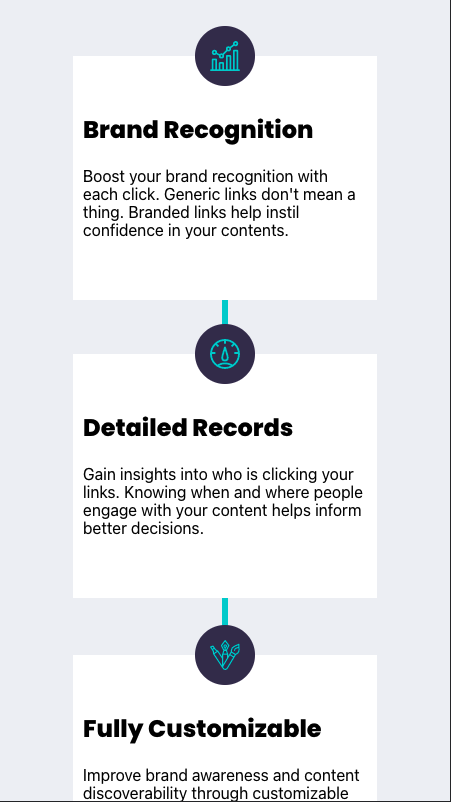 Brand Recognition
Boost your brand recognition with
each click. Generic links don't mean a
thing. Branded links help instil
confidence in your contents.
Detailed Records
Gain insights into who is clicking your
links. Knowing when and where people
engage with your content helps inform
better decisions.
Fully Customizable
Improve brand awareness and content
discoverability through customizable